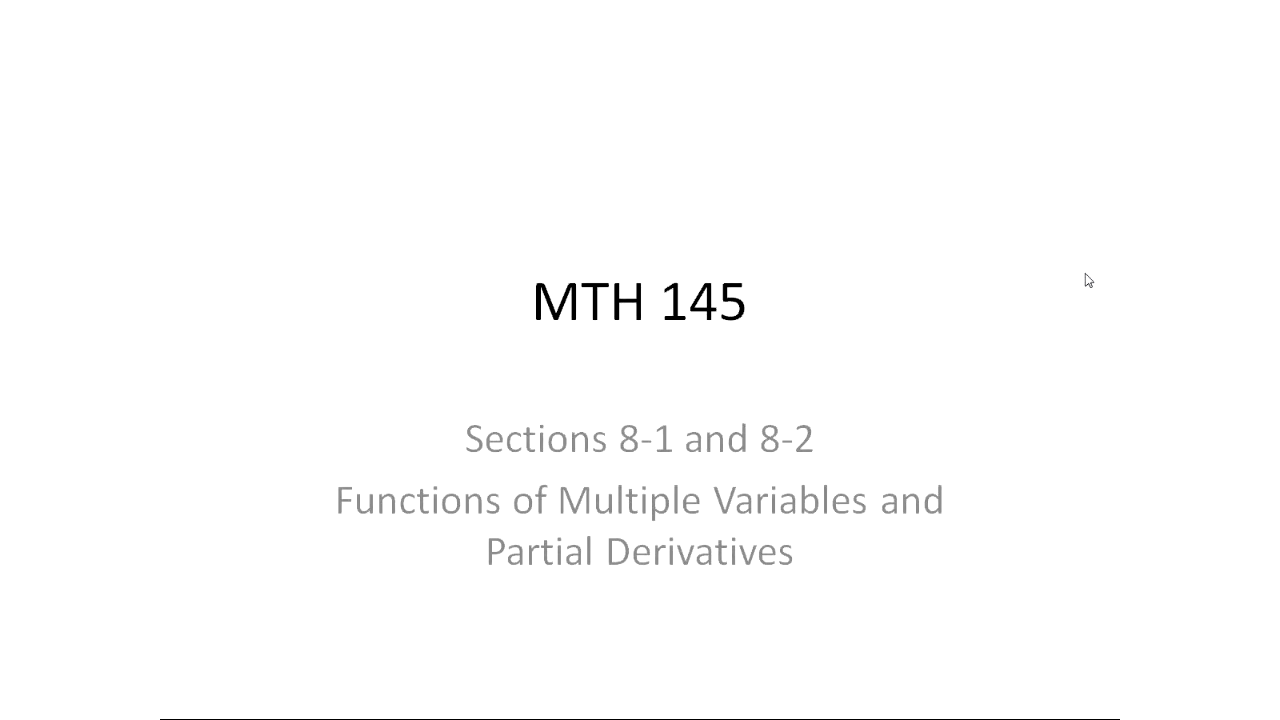 MTH 145
Sections 8-1 and 8-2
Functions of Multiple Variables and
Partial Derivatives